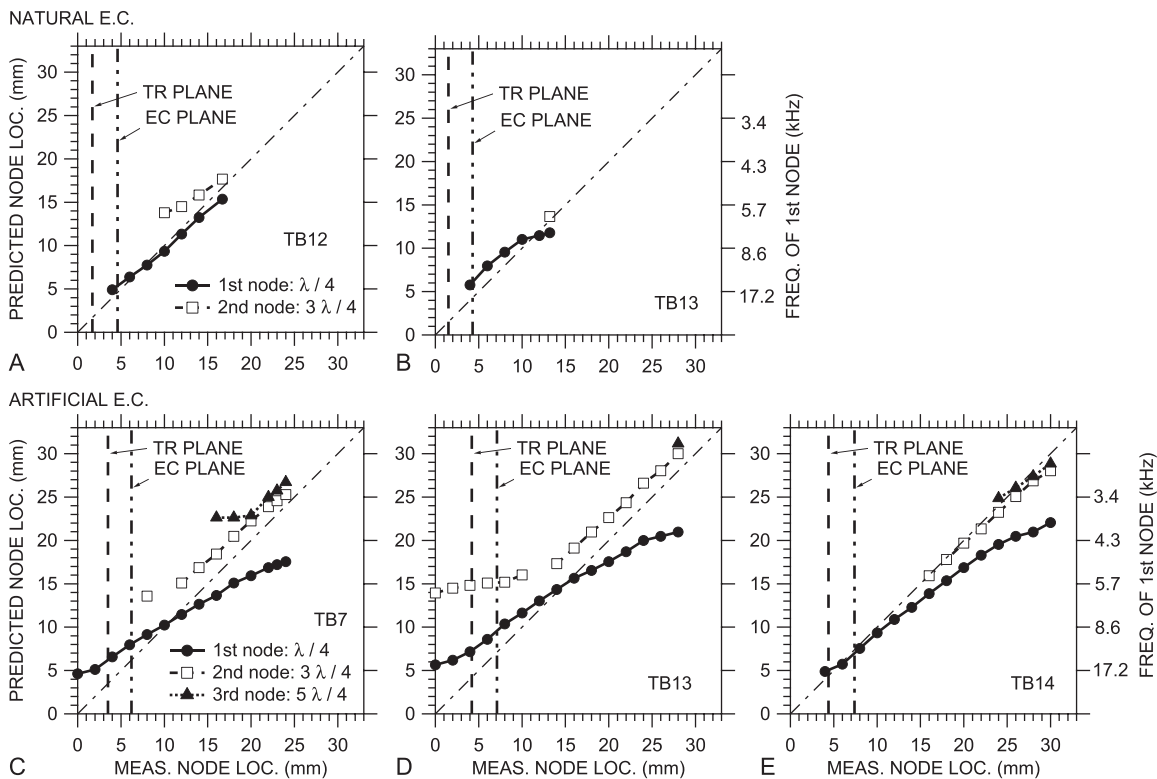 NATURAL E.C.
PREDICTED NODE LOC. (mm)
30
25
20
15
10
5
0
TR PLANE
EC PLANE
TB12
1st node: λ / 4
2nd node: 3 λ / 4
0 5 10 15 20 25 30
A
30
25
20
15
10
5
0
TR PLANE
EC PLANE
TB13
0 5 10 15 20 25 30
B
3.4
4.3
5.7
8.6
17.2
FREQ. OF 1st NODE (kHz)
ARTIFICIAL E.C.
PREDICTED NODE LOC. (mm)
30
25
20
15
10
5
0
TR PLANE
EC PLANE
TB7
1st node: λ / 4
2nd node: 3 λ / 4
3rd node: 5 λ / 4
0 5 10 15 20 25 30
C
MEAS. NODE LOC. (mm)
30
25
20
15
10
5
0
TR PLANE
EC PLANE
TB13
0 5 10 15 20 25 30
D
MEAS. NODE LOC. (mm)
30
25
20
15
10
5
0
TR PLANE
EC PLANE
TB14
0 5 10 15 20 25 30
E
MEAS. NODE LOC. (mm)
3.4
4.3
5.7
8.6
17.2
FREQ. OF 1st NODE (kHz)